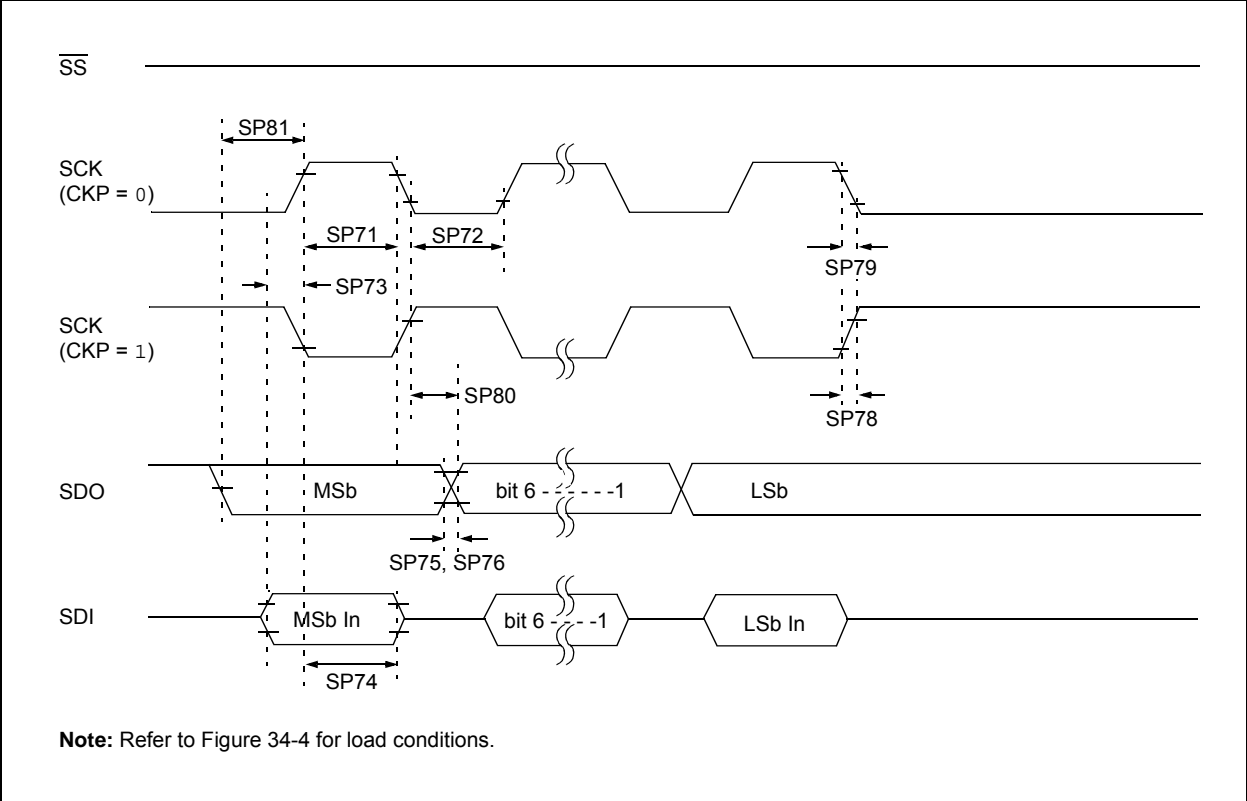 SS
SP81
SCK
(CKP = 0)
SP71
SP72
SP79
SP73
SCK
(CKP = 1)
SP80
SP78
SDO
MSb
bit 6 - - - - - -1
LSb
SP75, SP76
SDI
MSb In
bit 6 - - - -1
LSb In
SP74
Note: Refer to Figure 34-4 for load conditions.